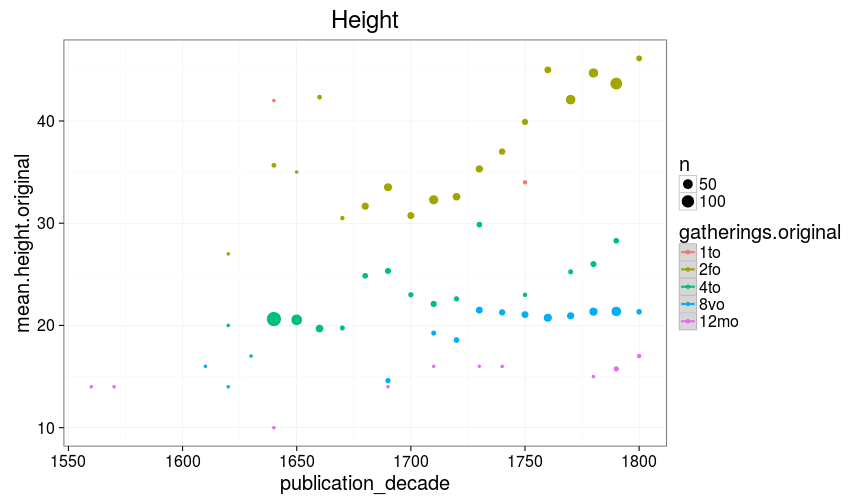 Height
mean.height.original
40
30
20
10
1550
1600
1650
1700
1750
1800
publication_decade
n
50
100
gatherings.original
1to
2fo
4to
8vo
12mo